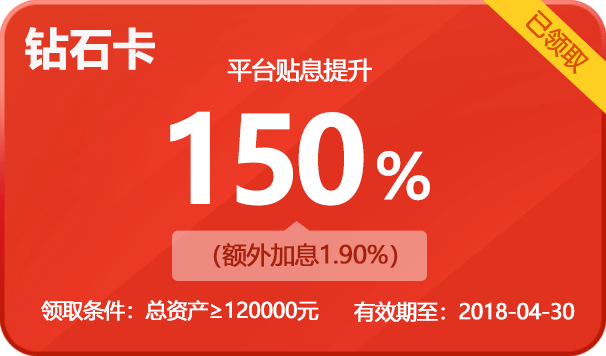 钻石卡
已领取
平台贴息提升
150%
（额外加息1.90%）
领取条件：总资产≥120000元
有效期至：2018-04-30